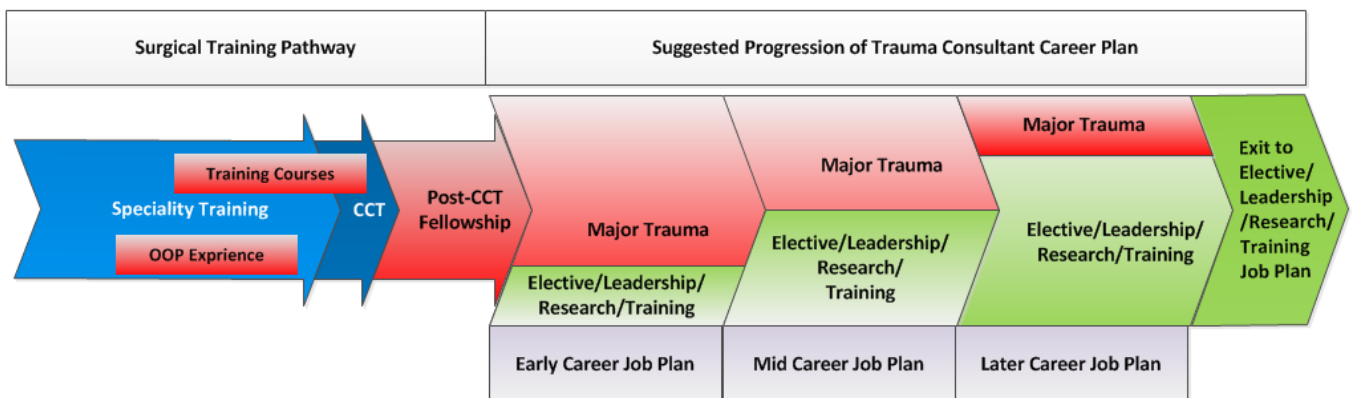 Surgical Training Pathway
Suggested Progression of Trauma Consultant Career Plan
Training Courses
Speciality Training
OOP Exprience
CCT
Post-CCT
Fellowship
Major Trauma
Elective/Leadership/
Research/Training
Early Career Job Plan
Major Trauma
Elective/Leadership/
Research/
Training
Mid Career Job Plan
Major Trauma
Elective/Leadership/
Research/Training
Later Career Job Plan
Exit to
Elective/
Leadership
/Research/
Training
Job Plan